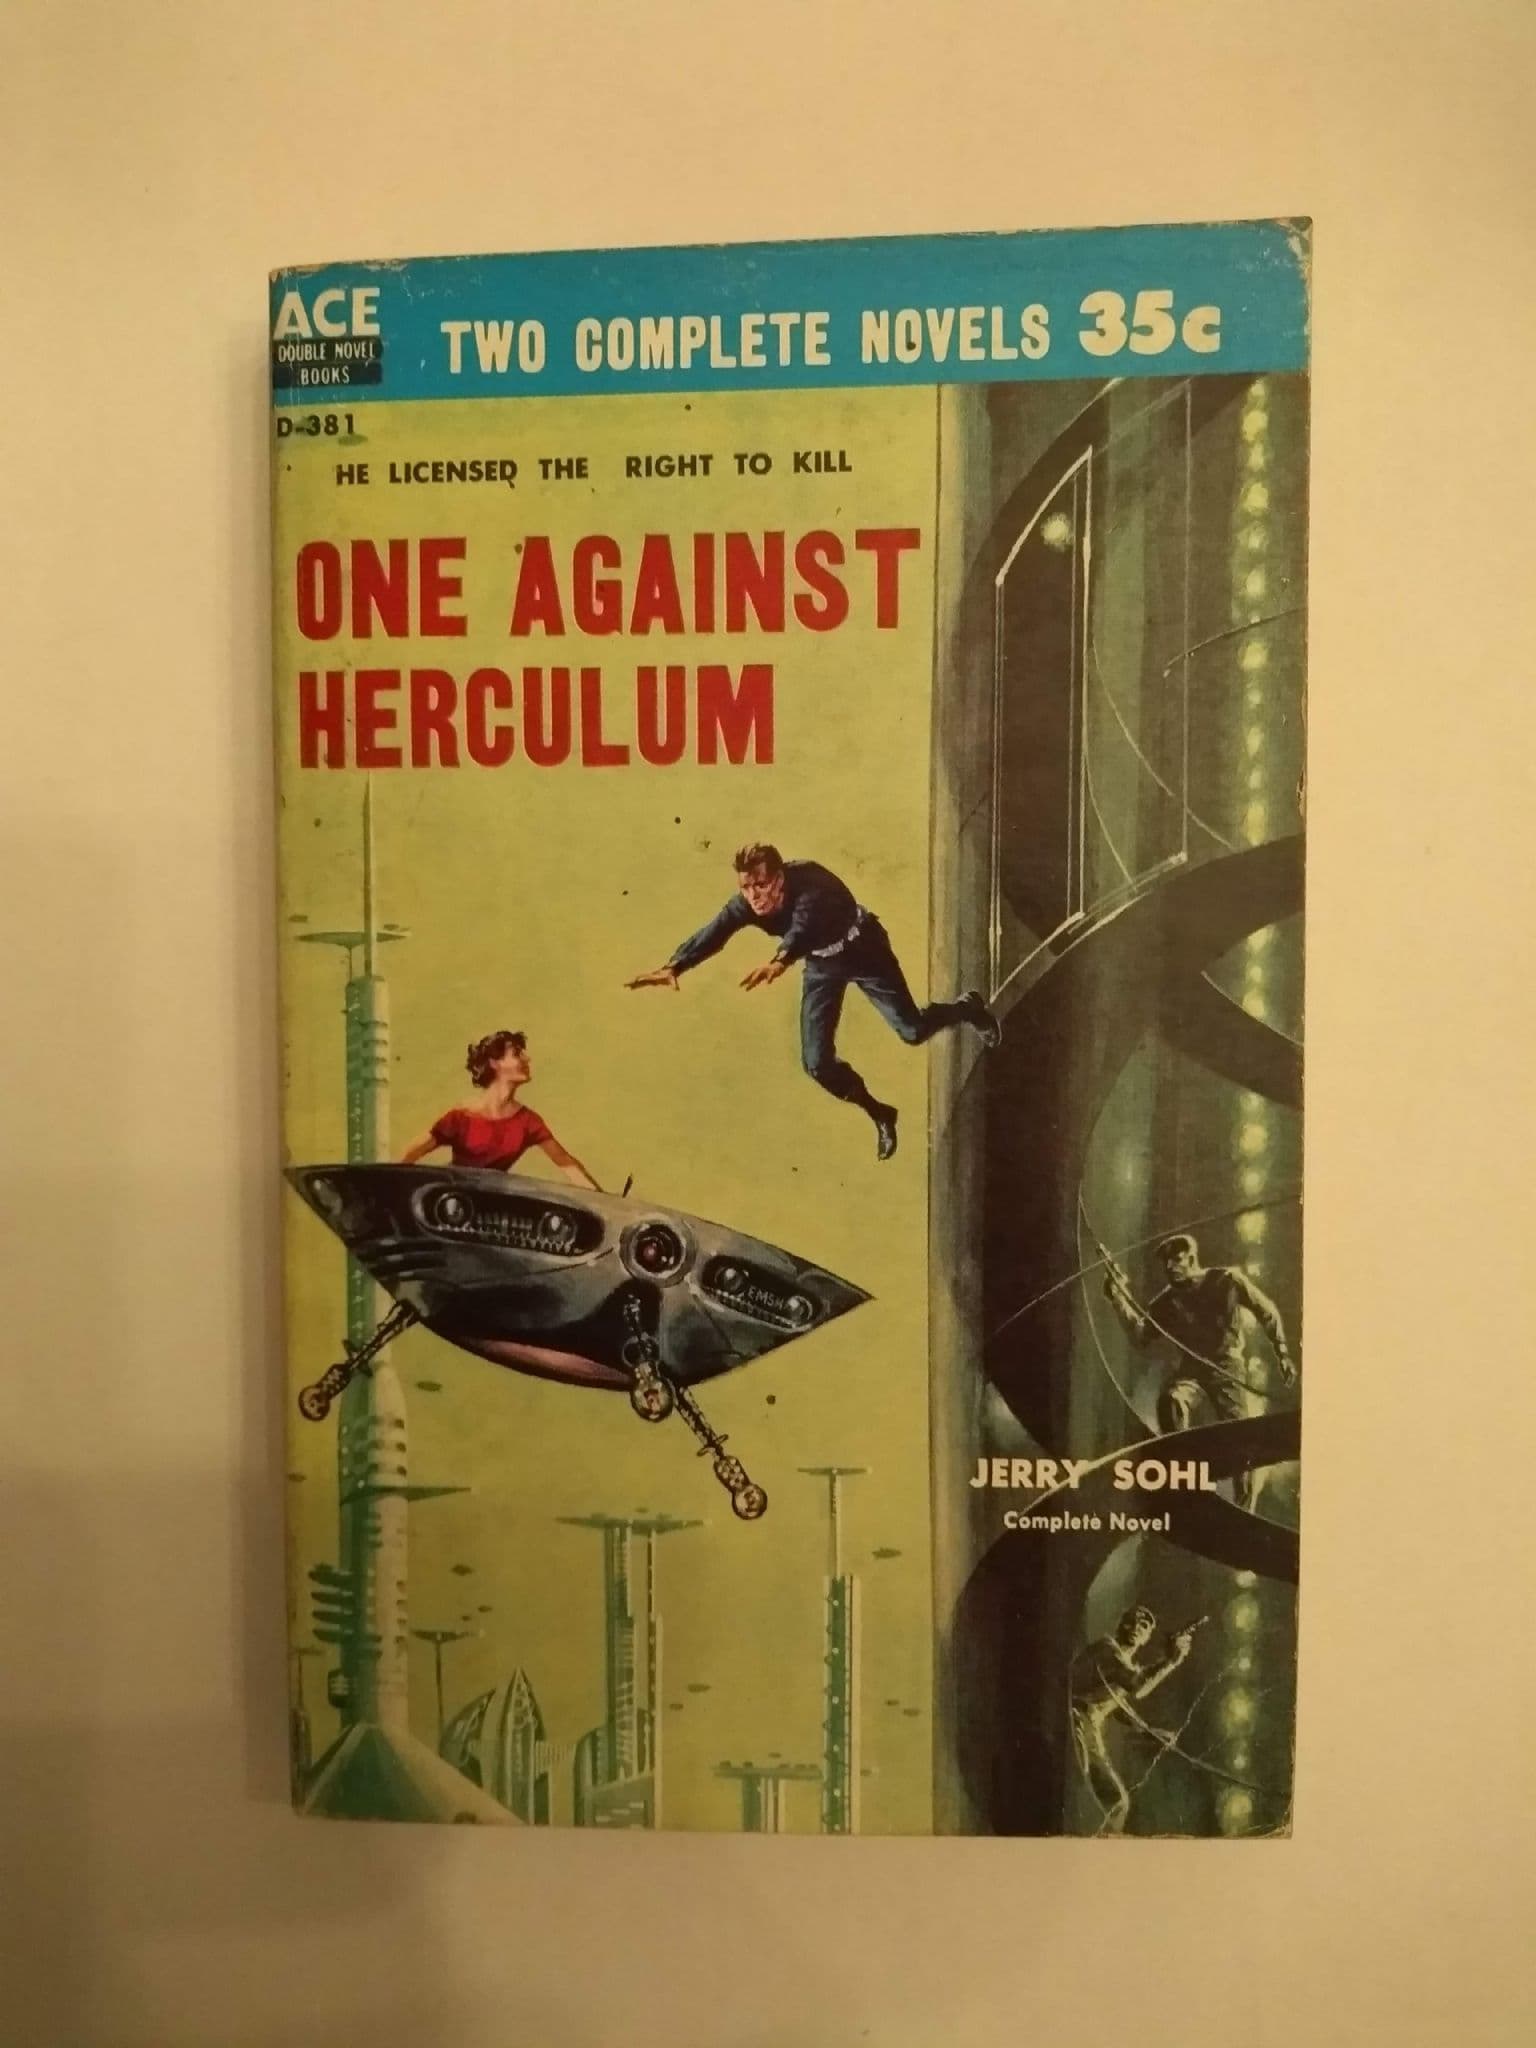 ACE
DOUBLE NOVEL
BOOKS
TWO COMPLETE NOVELS 35c
D-381
HE LICENSED THE RIGHT TO KILL
ONE AGAINST
HERCULUM
EMSH
JERRY SOHL
Complete Novel